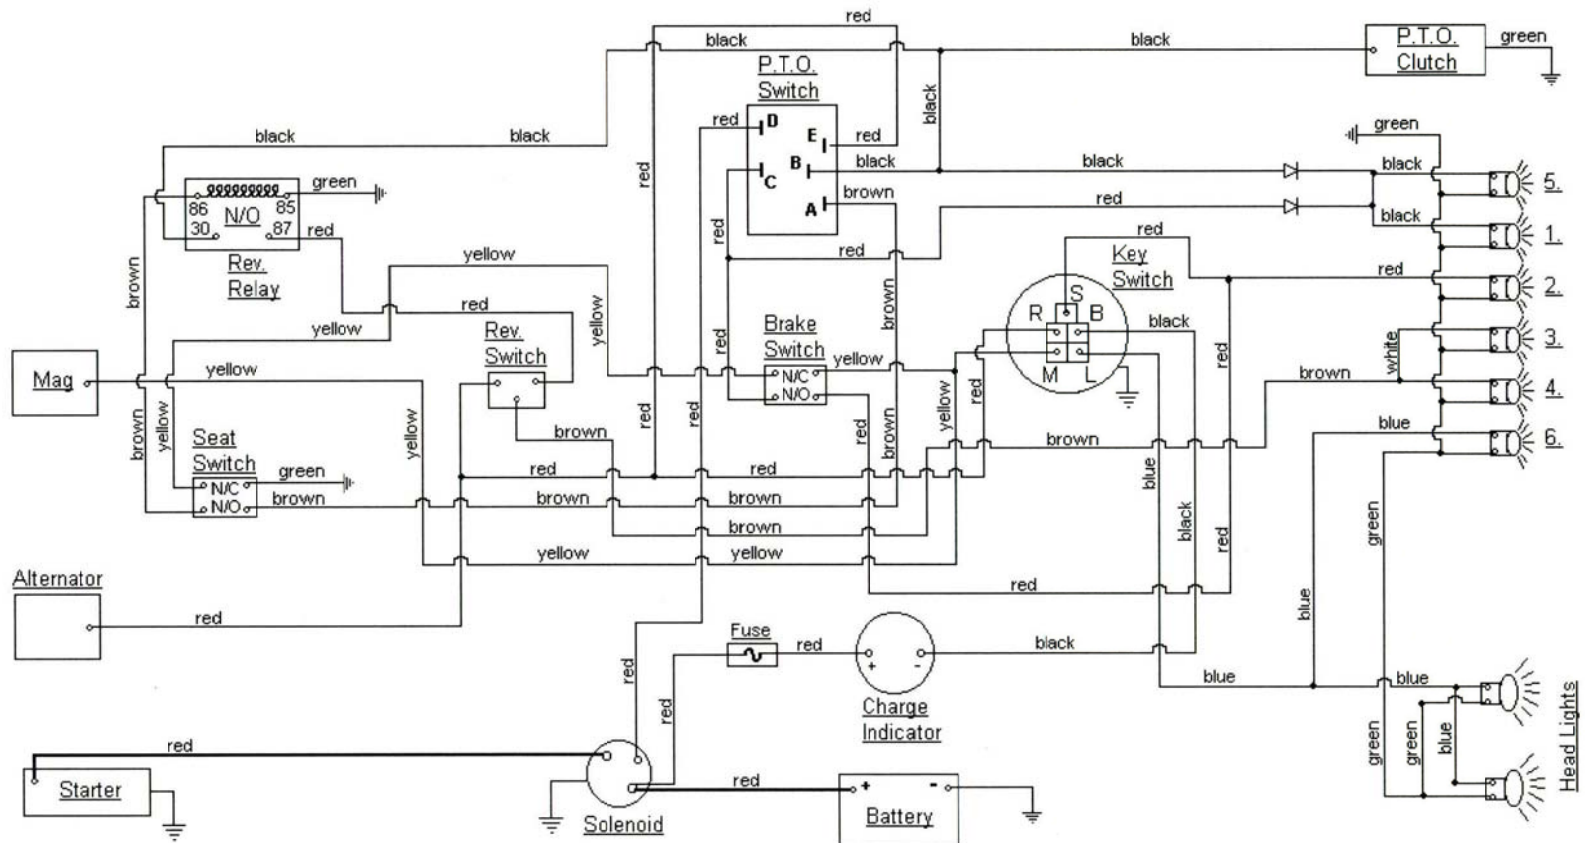 red
black
black
P.T.O.
Clutch
green
P.T.O.
Switch
black
black
red
D
E
red
black
green
B
black
black
black
5.
C
brown
A
red
green
86
85
N/O
30
87
red
Rev.
Relay
brown
red
red
red
Key
Switch
black
1.
red
2.
yellow
red
yellow
yellow
Rev.
Switch
brown
red
Brake
Switch
S
R
B
black
M
L
red
white
3.
Mag
yellow
N/C
N/O
yellow
brown
4.
brown
yellow
yellow
red
red
red
brown
yellow
red
blue
6.
Seat
Switch
green
N/C
N/O
brown
brown
red
red
brown
brown
brown
brown
blue
black
red
green
yellow
yellow
Alternator
red
red
blue
Fuse
red
+
-
black
red
red
Charge
Indicator
blue
blue
green
green
blue
Head Lights
red
Starter
Solenoid
red
+
-
Battery